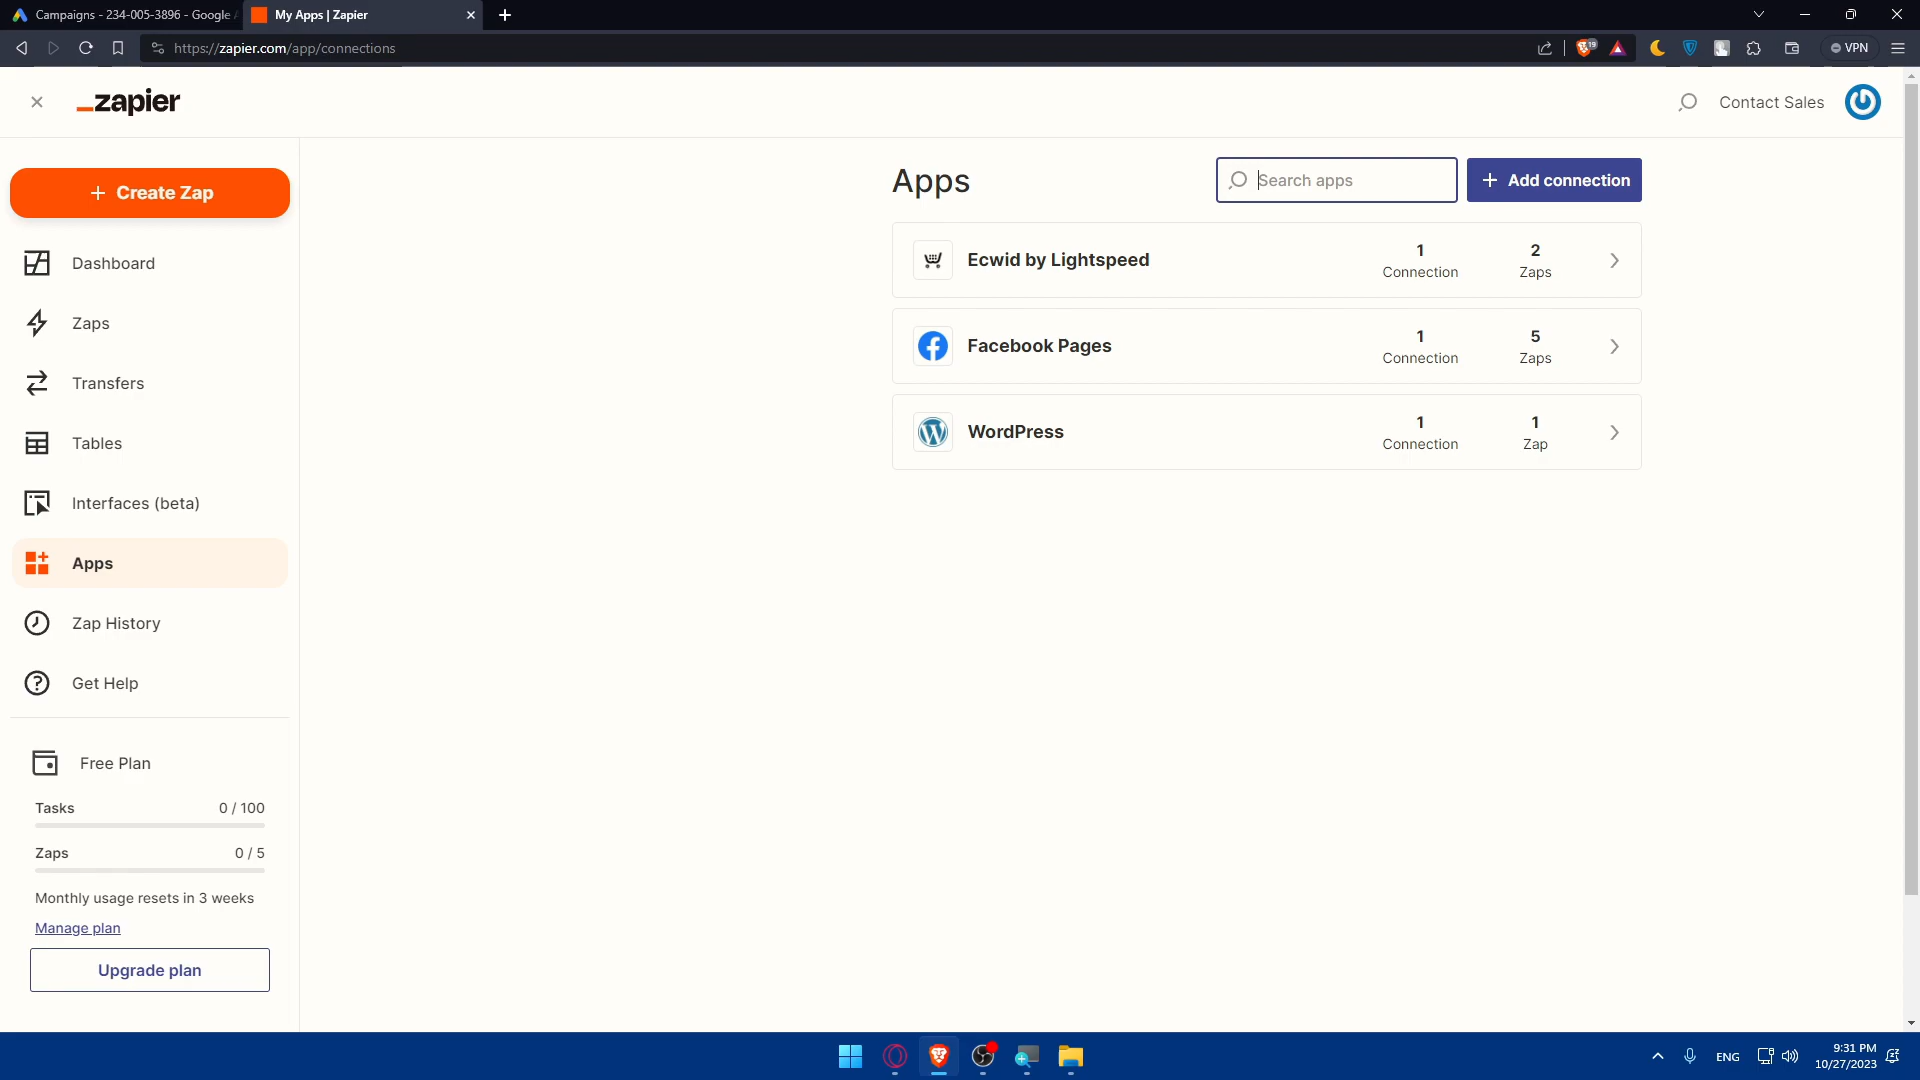 Campaigns - 234-005-3896 - Google
My Apps | Zapier
https://zapier.com/app/connections
19
VPN
zapier
Contact Sales
+ Create Zap
Dashboard
Zaps
Transfers
Tables
Interfaces (beta)
Apps
Zap History
Get Help
Free Plan
Tasks 0 / 100
Zaps 0 / 5
Monthly usage resets in 3 weeks
Manage plan
Upgrade plan
Apps
Search apps
+ Add connection
Ecwid by Lightspeed
1
Connection
2
Zaps
Facebook Pages
1
Connection
5
Zaps
WordPress
1
Connection
1
Zap
ENG
9:31 PM
10/27/2023